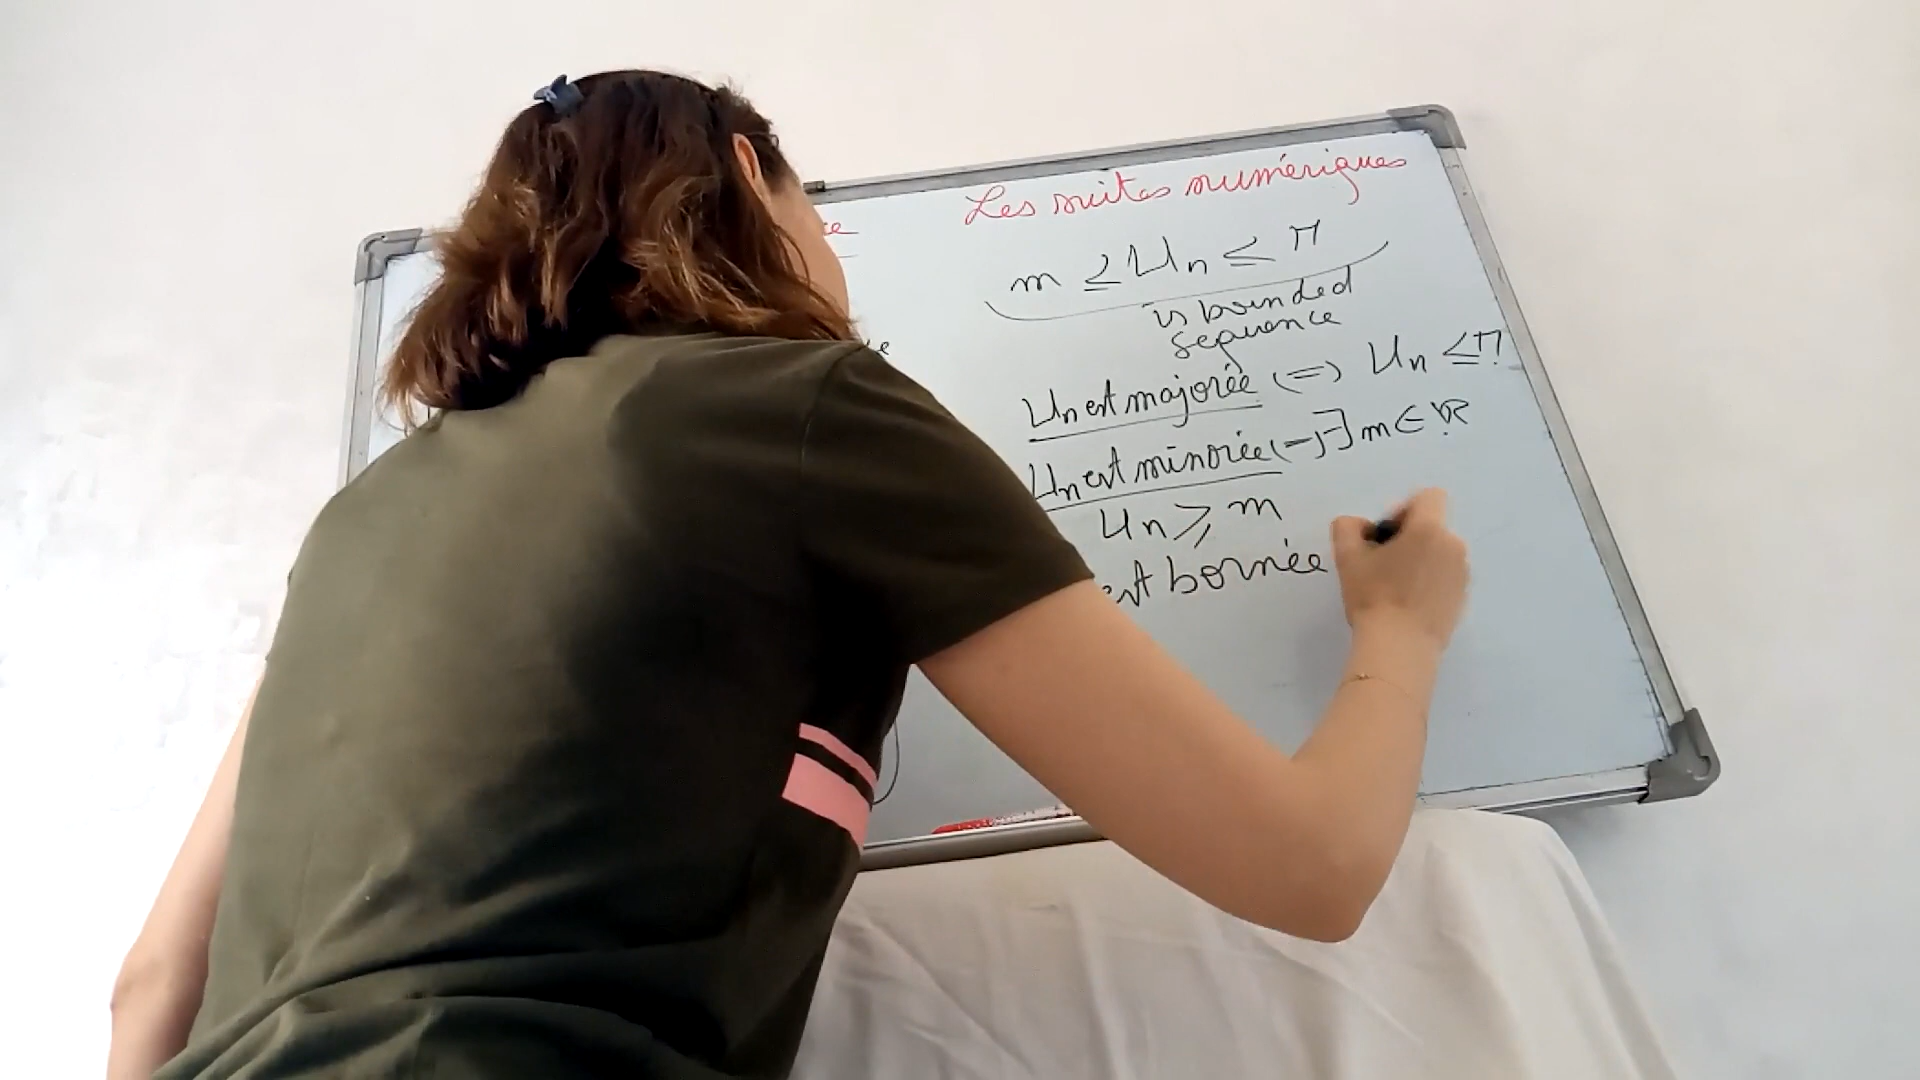 Les suites numériques
m ≤ Un ≤ M
is bounded
sequence
Un est majorée <=> Un ≤ M
Un est minorée <=> ∃ m ∈ R
Un ≥ m
est bornée